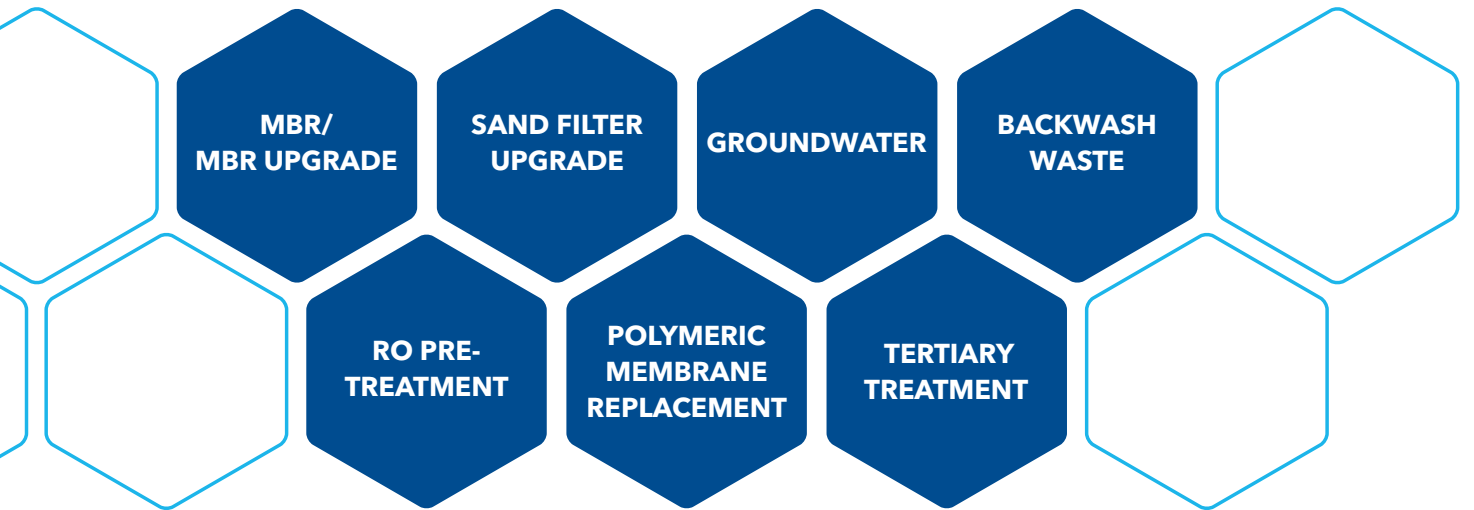 MBR/
MBR UPGRADE
SAND FILTER
UPGRADE
GROUNDWATER
BACKWASH
WASTE
RO PRE-
TREATMENT
POLYMERIC
MEMBRANE
REPLACEMENT
TERTIARY
TREATMENT